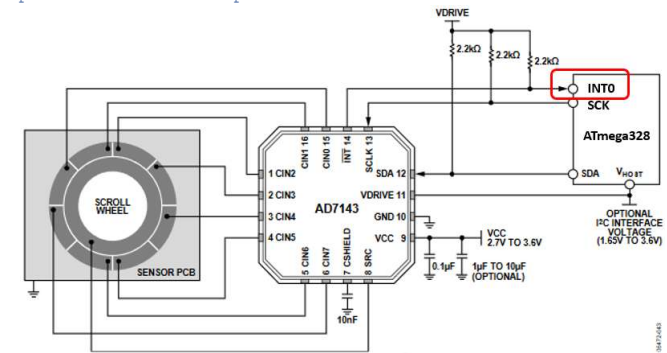 VDRIVE
2.2kΩ
2.2kΩ
2.2kΩ
INT0
SCK
ATmega328
SDA
VHOST
OPTIONAL
I²C INTERFACE
VOLTAGE
(1.65V TO 3.6V)
CIN1 16
CIN0 15
INT 14
SCLK 13
1 CIN2
2 CIN3
3 CIN4
4 CIN5
AD7143
SDA 12
VDRIVE 11
GND 10
VCC 9
5 CIN6
6 CIN7
7 CSHIELD
8 SRC
SCROLL
WHEEL
SENSOR PCB
VCC
2.7V TO 3.6V
0.1µF
1µF TO 10µF
(OPTIONAL)
10nF